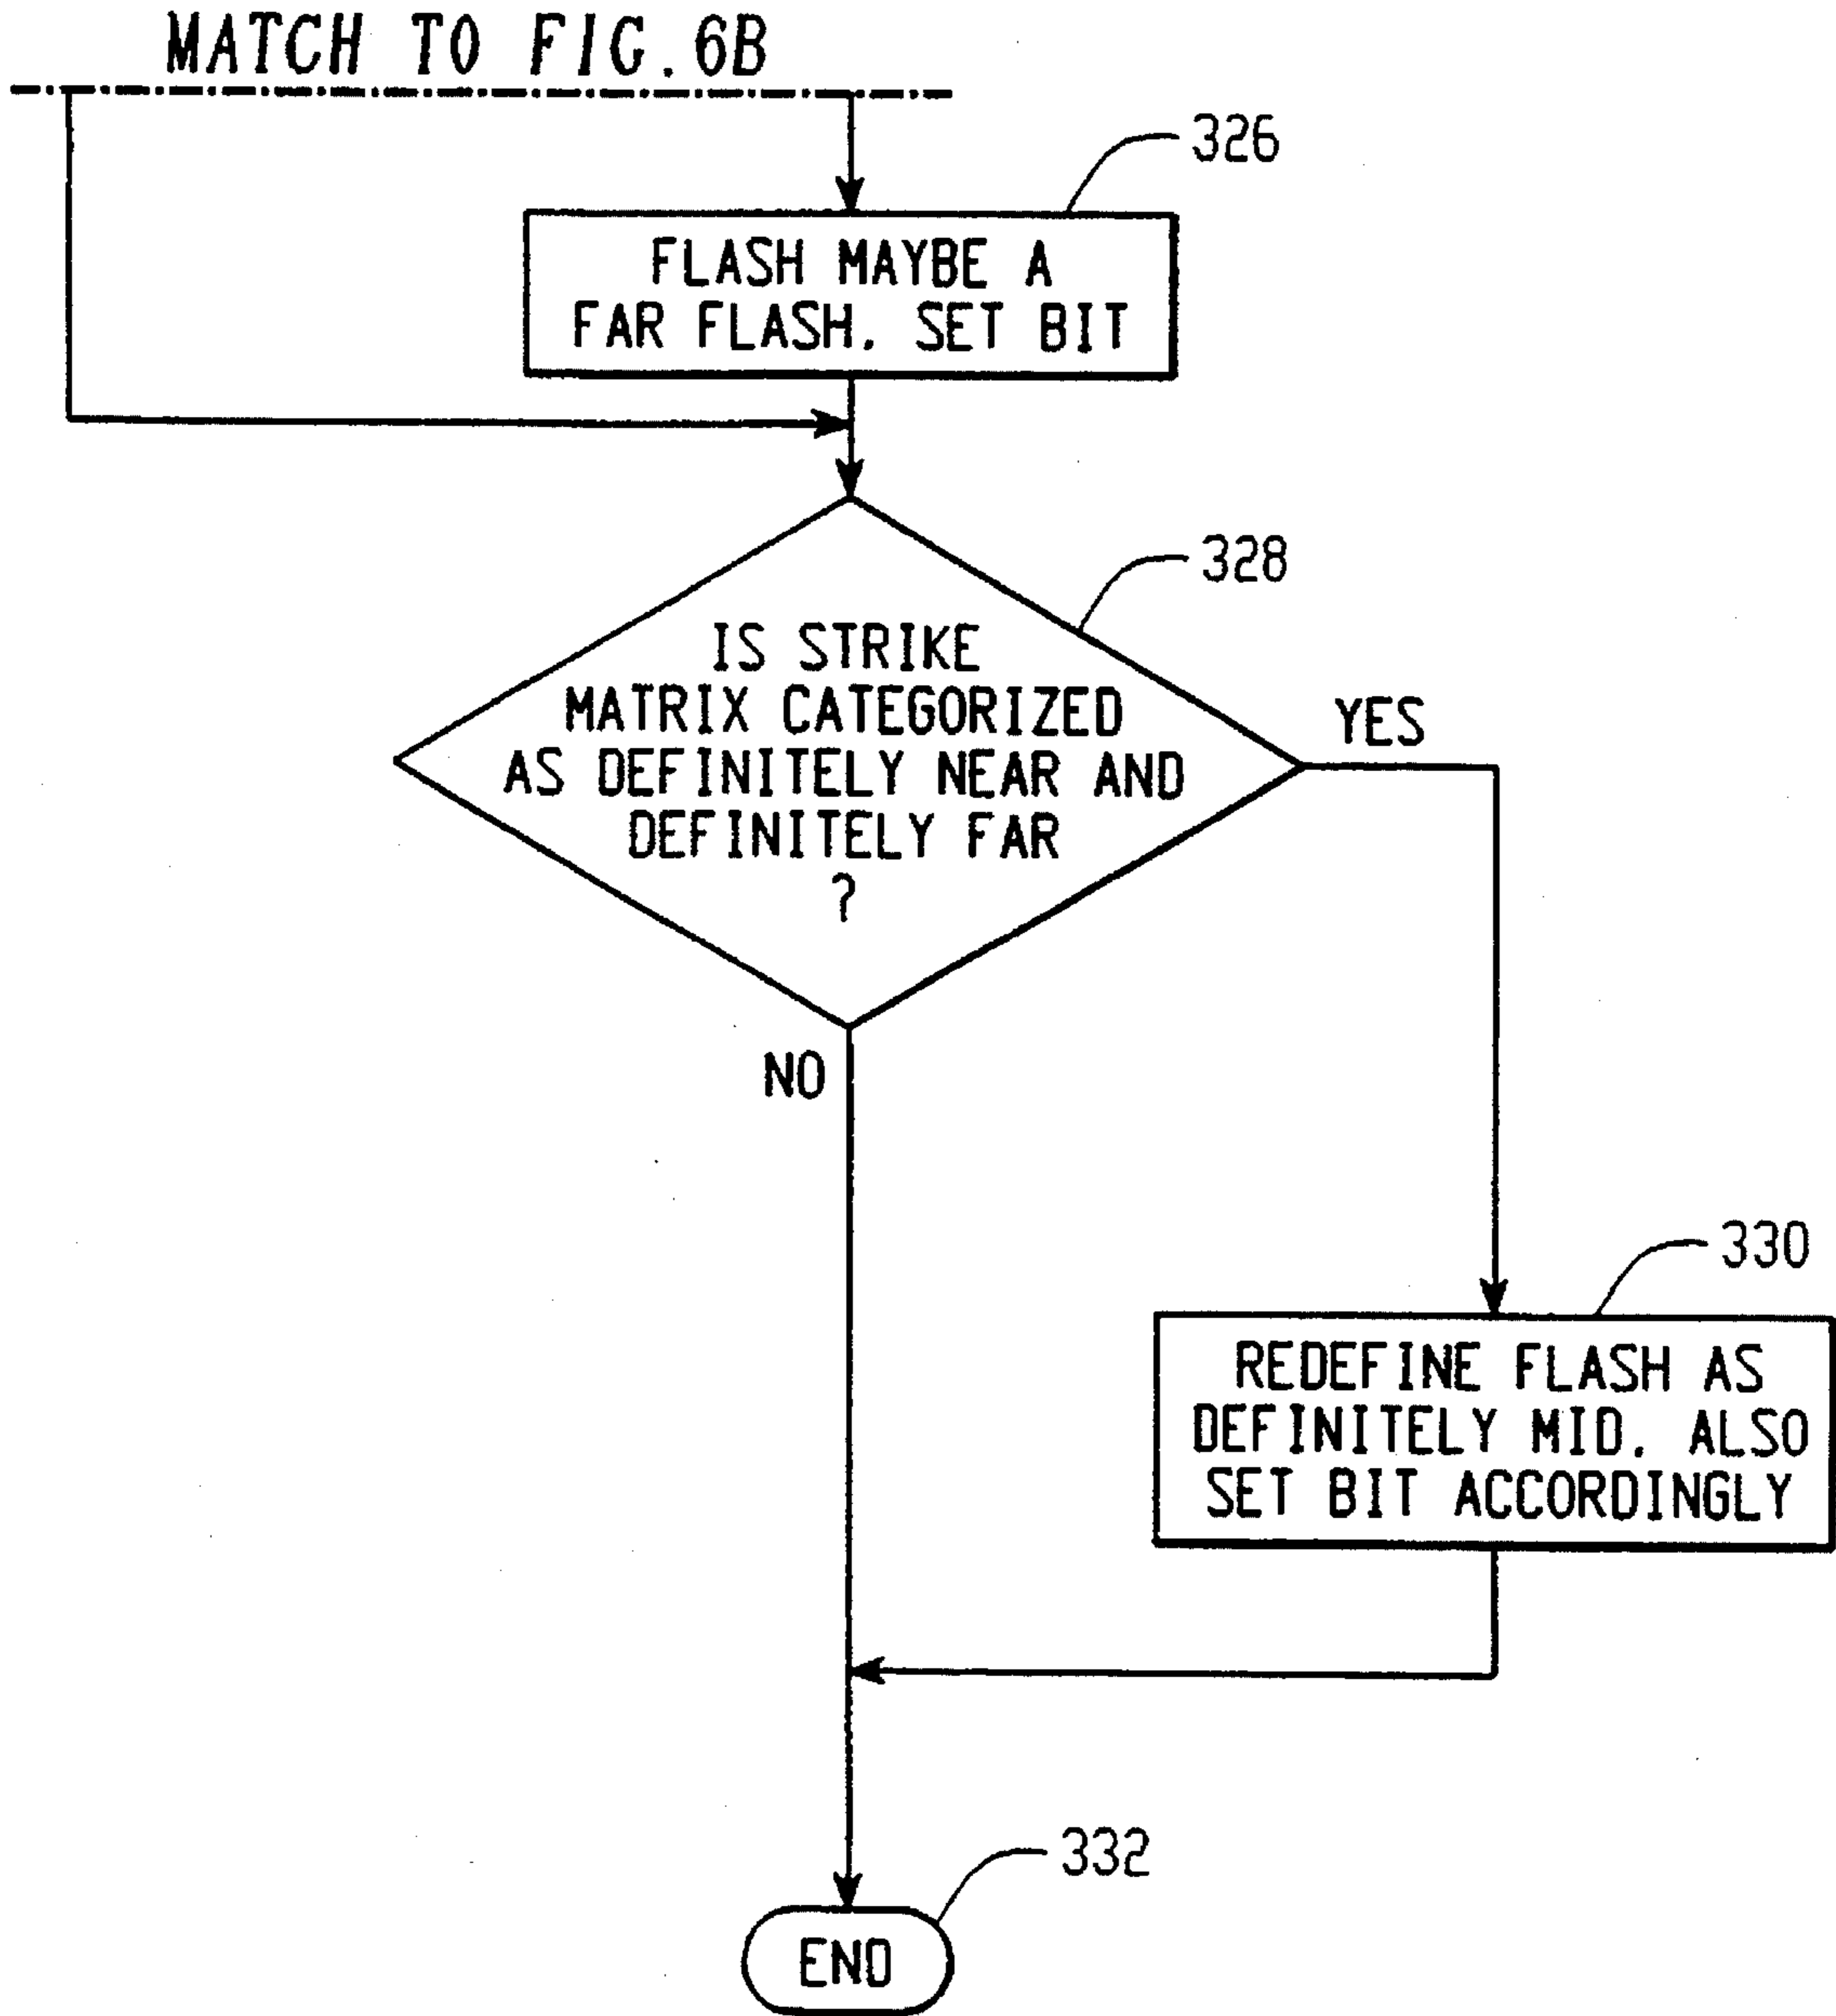 MATCH TO FIG. 6B
326
FLASH MAYBE A
FAR FLASH. SET BIT
328
IS STRIKE
MATRIX CATEGORIZED
AS DEFINITELY NEAR AND
DEFINITELY FAR
?
YES
NO
330
REDEFINE FLASH AS
DEFINITELY MID. ALSO
SET BIT ACCORDINGLY
332
END